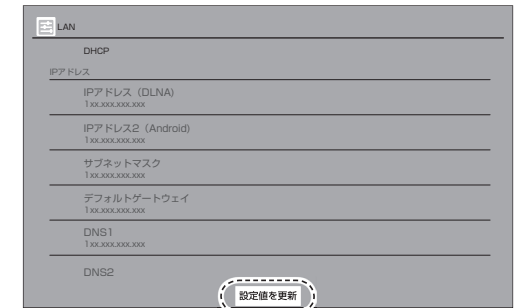 LAN
DHCP
IPアドレス
IPアドレス（DLNA）
1xx.xxx.xxx.xxx
IPアドレス2（Android）
1xx.xxx.xxx.xxx
サブネットマスク
1xx.xxx.xxx.xxx
デフォルトゲートウェイ
1xx.xxx.xxx.xxx
DNS1
1xx.xxx.xxx.xxx
DNS2
設定値を更新